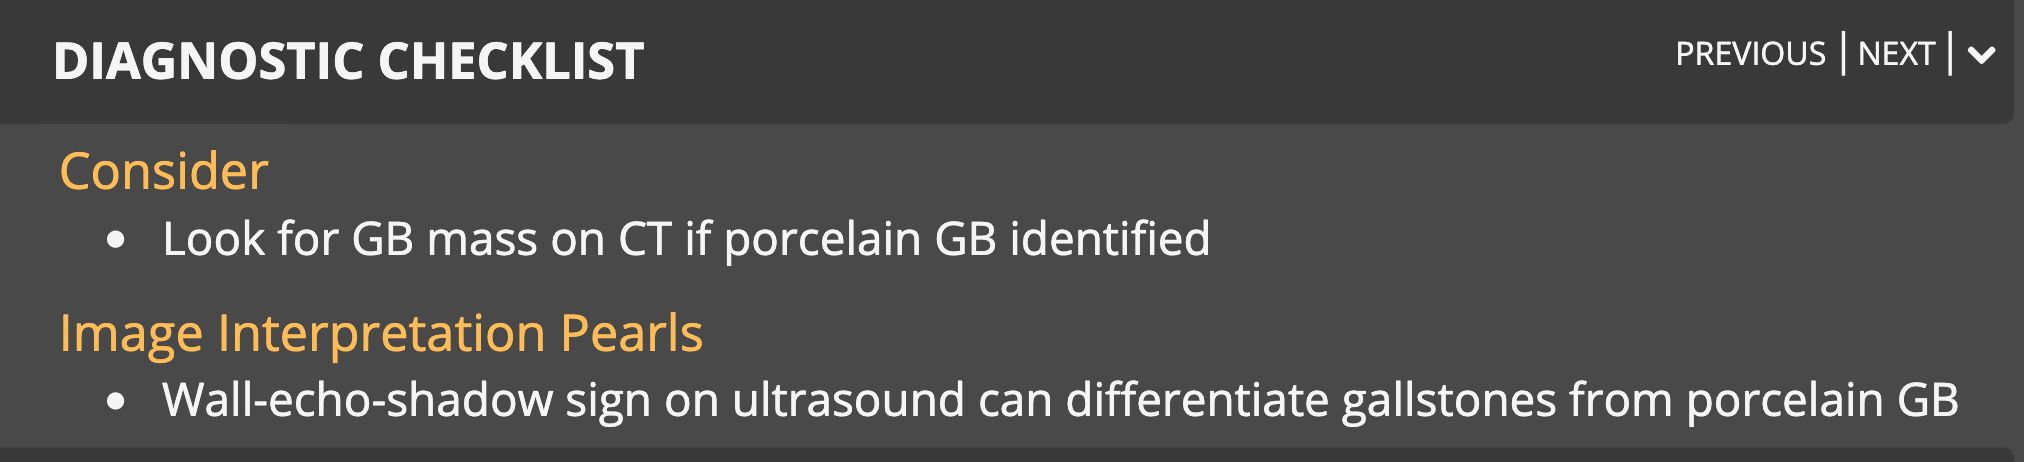 DIAGNOSTIC CHECKLIST
PREVIOUS | NEXT |
Consider
• Look for GB mass on CT if porcelain GB identified
Image Interpretation Pearls
• Wall-echo-shadow sign on ultrasound can differentiate gallstones from porcelain GB